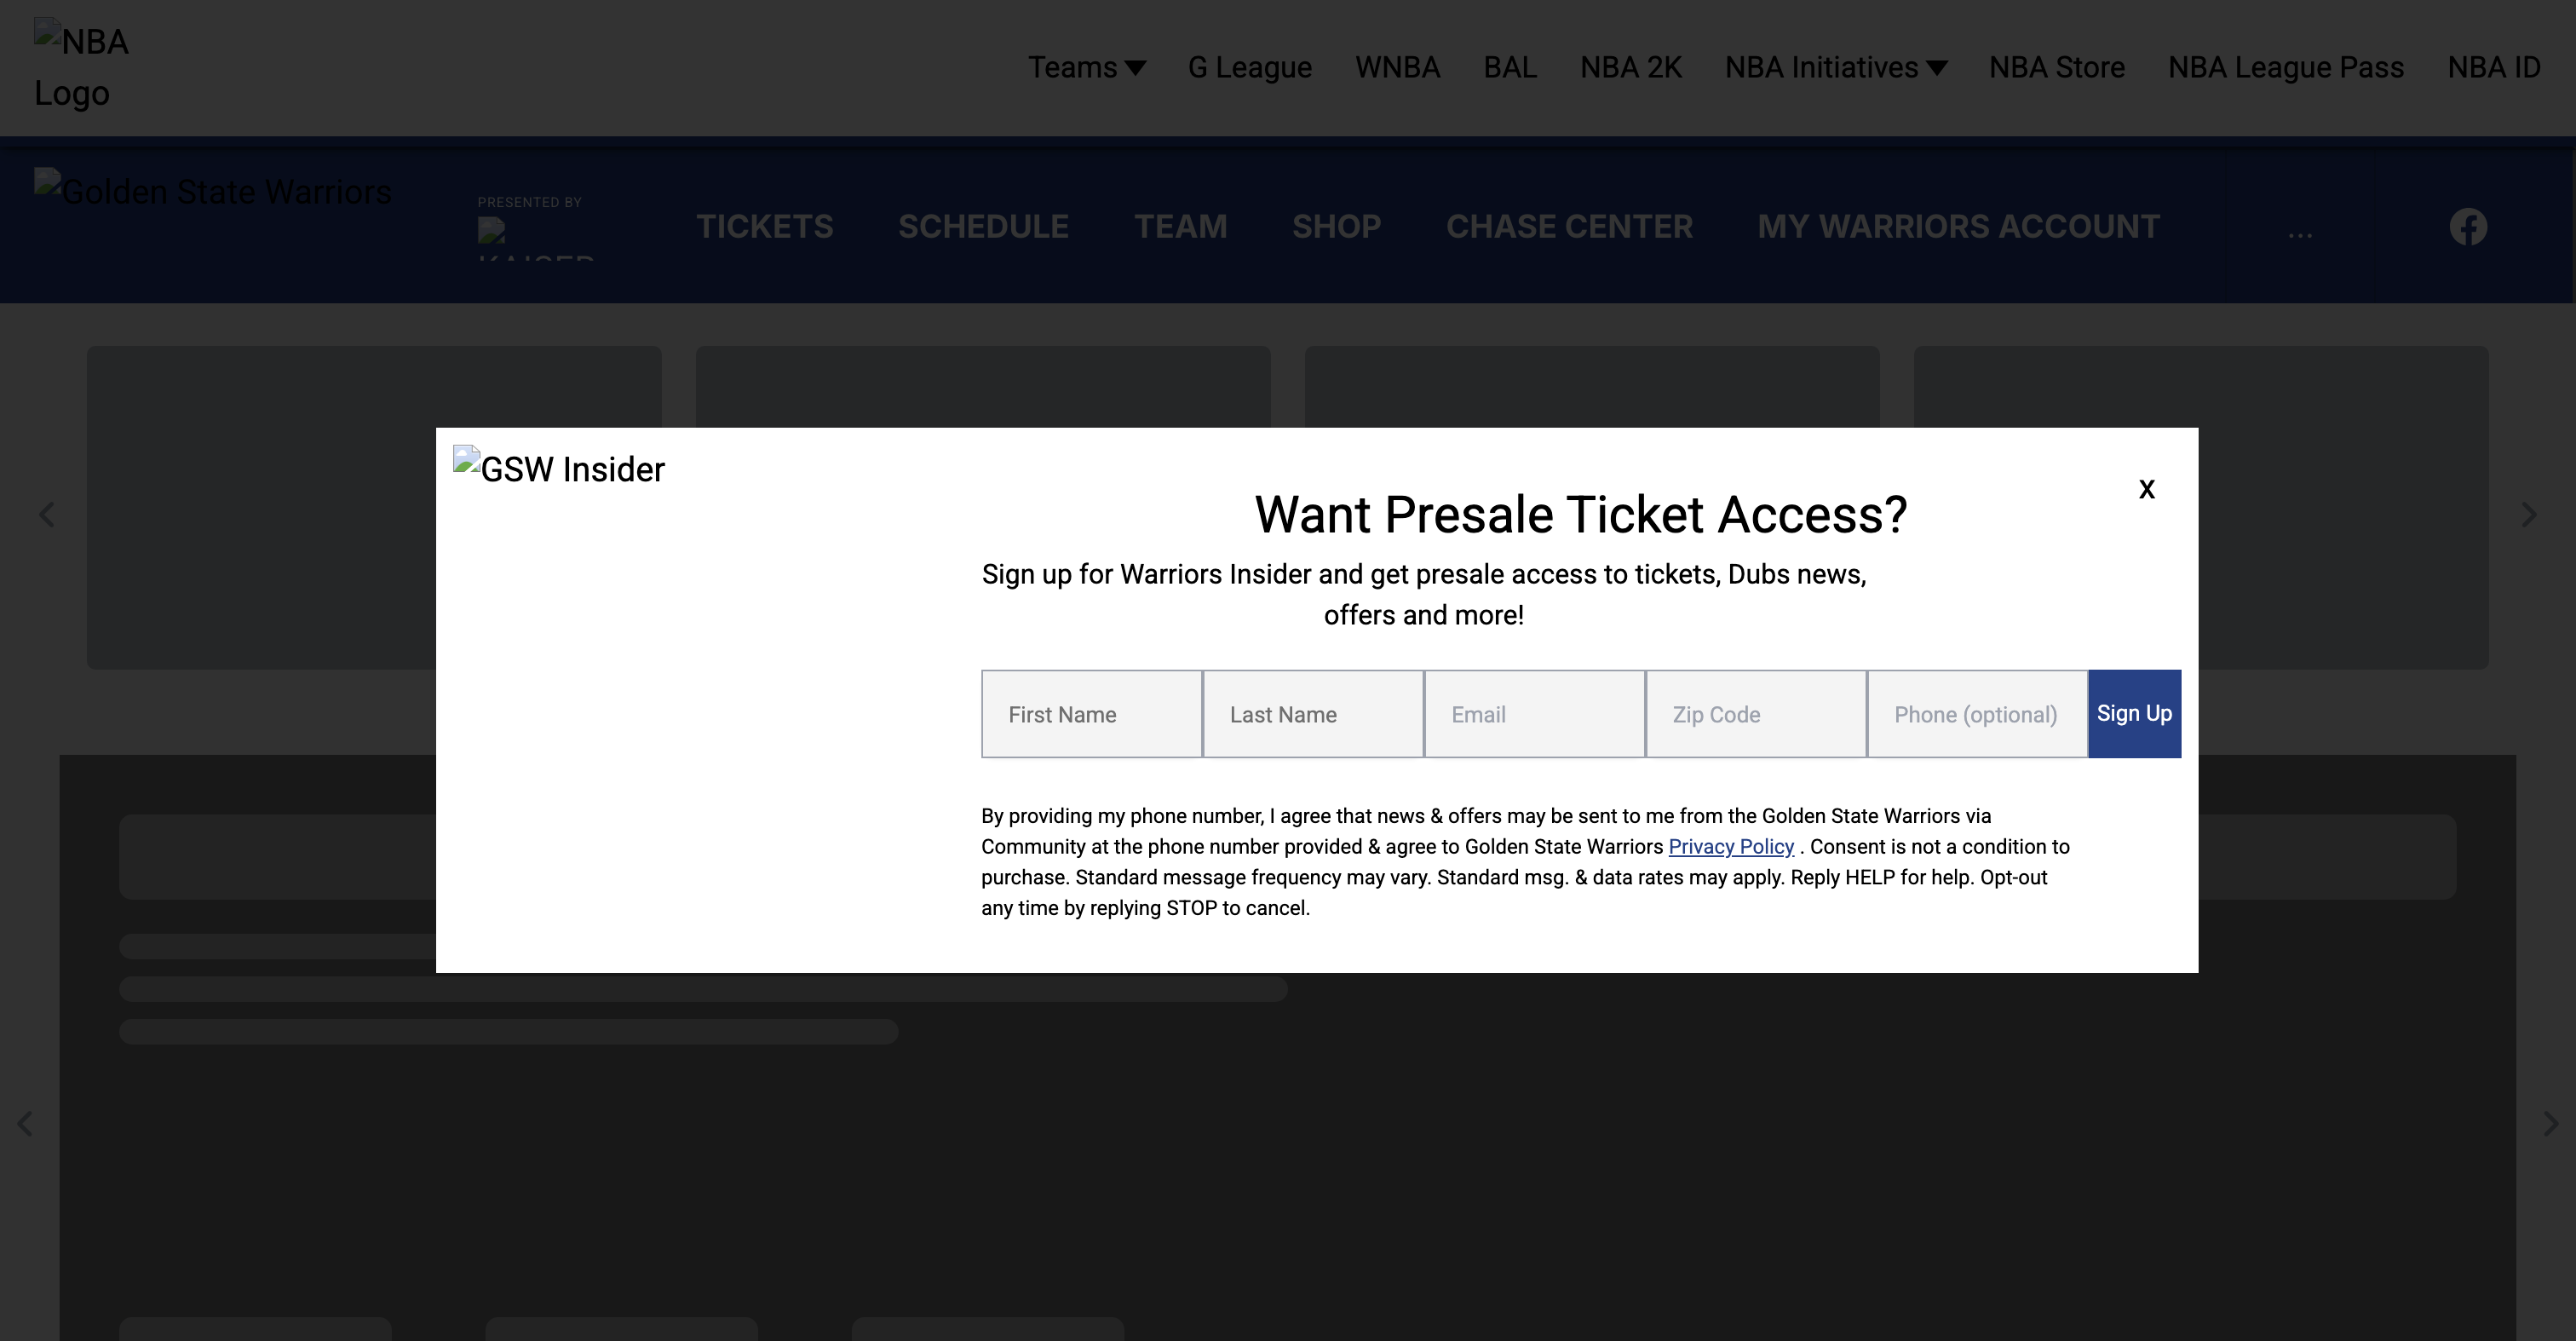 NBA
Logo
Teams G League WNBA BAL NBA 2K NBA Initiatives NBA Store NBA League Pass NBA ID
Golden State Warriors
PRESENTED BY
TICKETS SCHEDULE TEAM SHOP CHASE CENTER MY WARRIORS ACCOUNT ...
GSW Insider
X
Want Presale Ticket Access?
Sign up for Warriors Insider and get presale access to tickets, Dubs news,
offers and more!
First Name Last Name Email Zip Code Phone (optional) Sign Up
By providing my phone number, I agree that news & offers may be sent to me from the Golden State Warriors via
Community at the phone number provided & agree to Golden State Warriors Privacy Policy . Consent is not a condition to
purchase. Standard message frequency may vary. Standard msg. & data rates may apply. Reply HELP for help. Opt-out
any time by replying STOP to cancel.